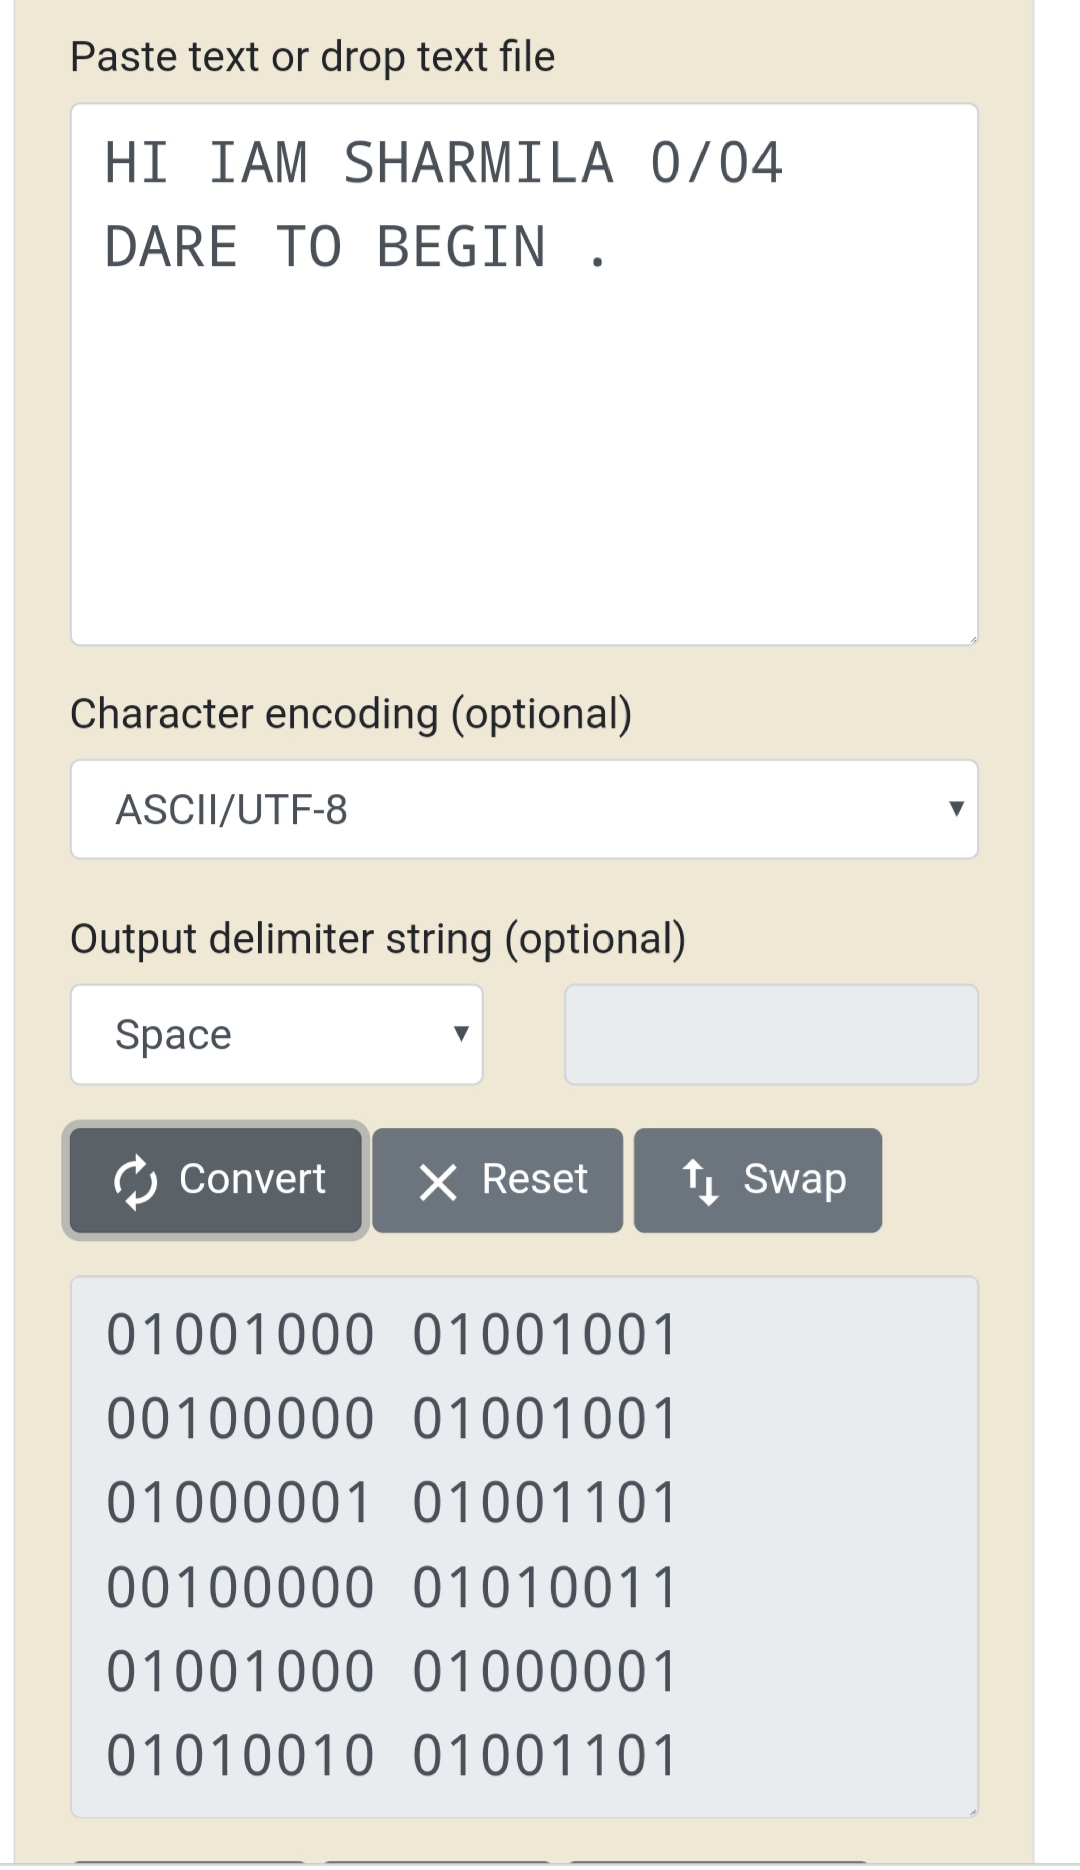 Paste text or drop text file
HI IAM SHARMILA 0/04
DARE TO BEGIN .
Character encoding (optional)
ASCII/UTF-8
Output delimiter string (optional)
Space
Convert
Reset
Swap
01001000 01001001
00100000 01001001
01000001 01001101
00100000 01010011
01001000 01000001
01010010 01001101